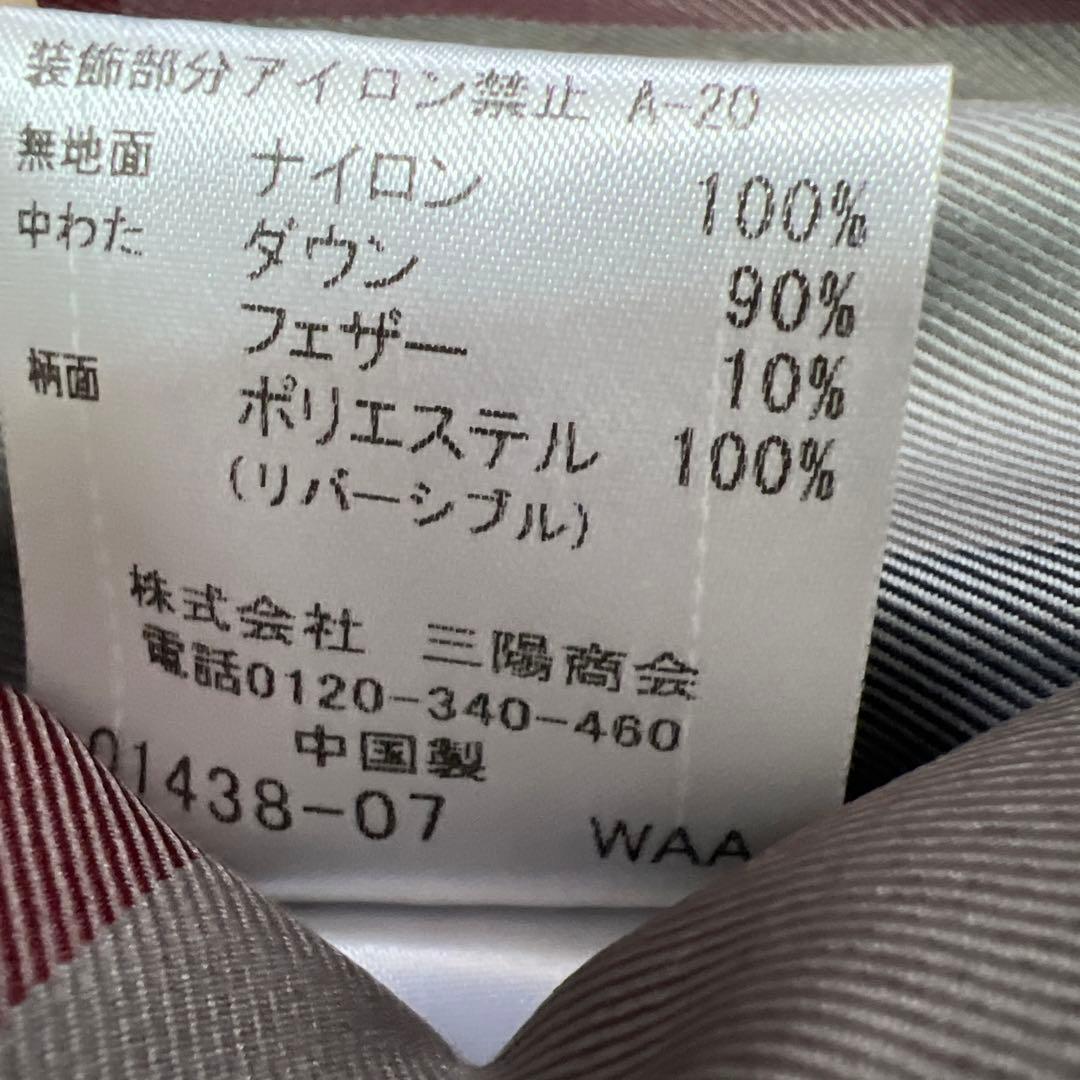 装飾部分アイロン禁止 A-20
無地面 ナイロン 100%
中わた ダウン 90%
フェザー 10%
柄面 ポリエステル 100%
(リバーシブル)
株式会社 三陽商会
電話0120-340-460
中国製
01438-07 WAA